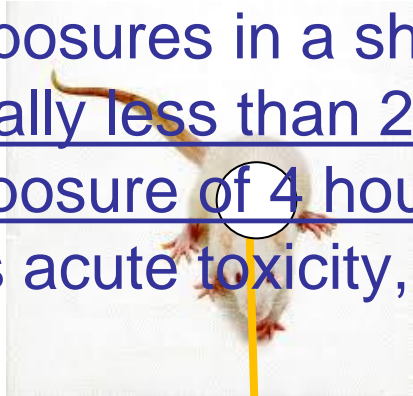 posures in a sh
ally less than 2
posure of 4 hou
s acute toxicity,